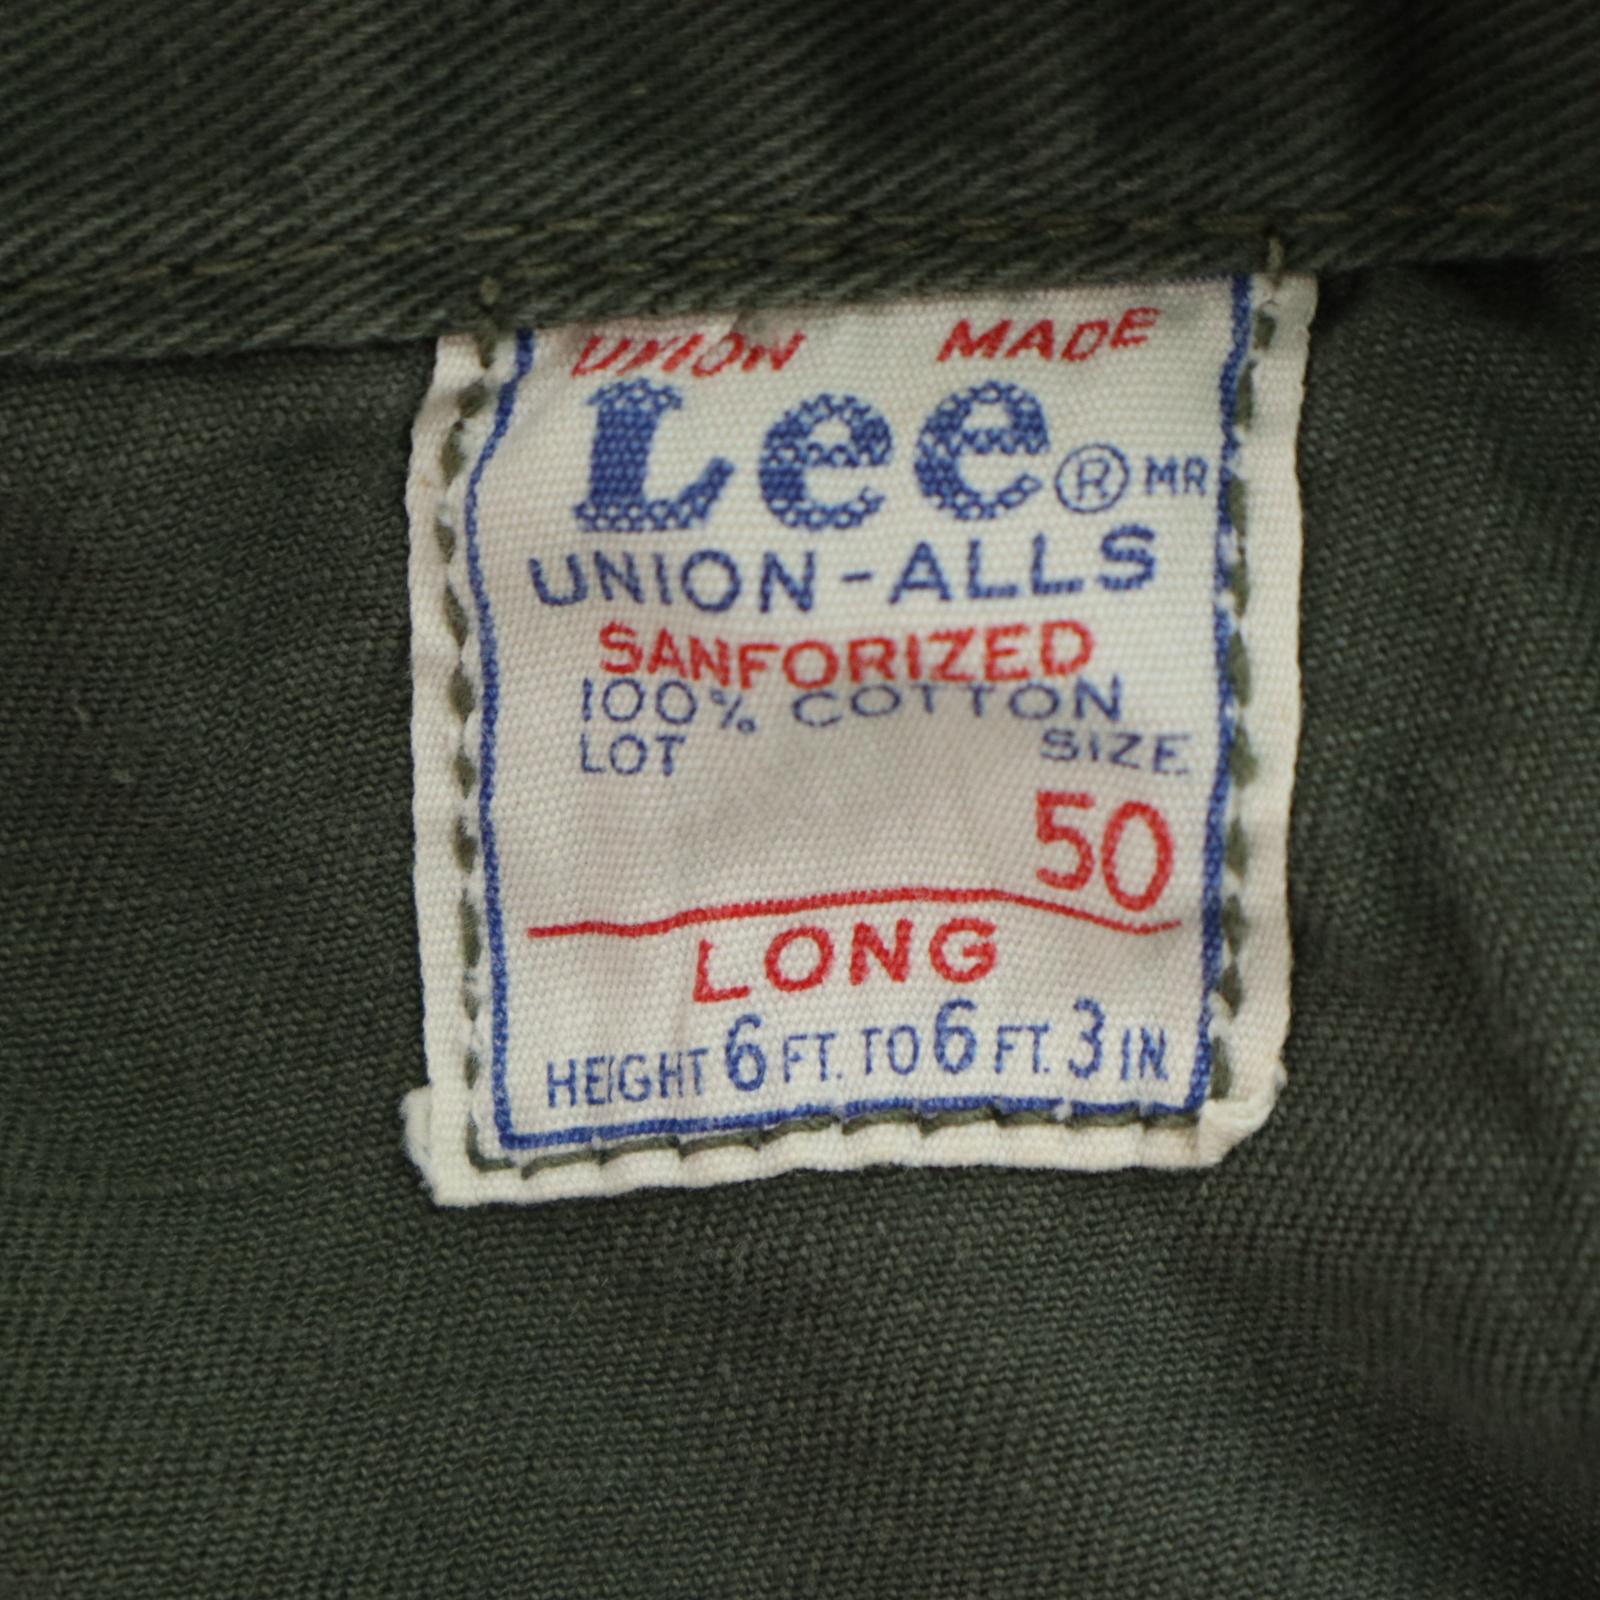 UNION MADE
Lee ® MR
UNION-ALLS
SANFORIZED
100% COTTON
LOT SIZE
50
LONG
HEIGHT 6 FT. TO 6 FT. 3 IN.